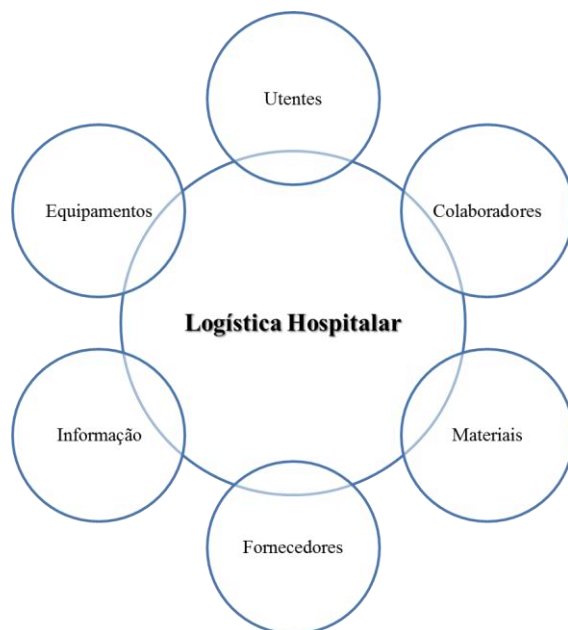 Utentes
Equipamentos
Colaboradores
Logística Hospitalar
Informação
Materiais
Fornecedores